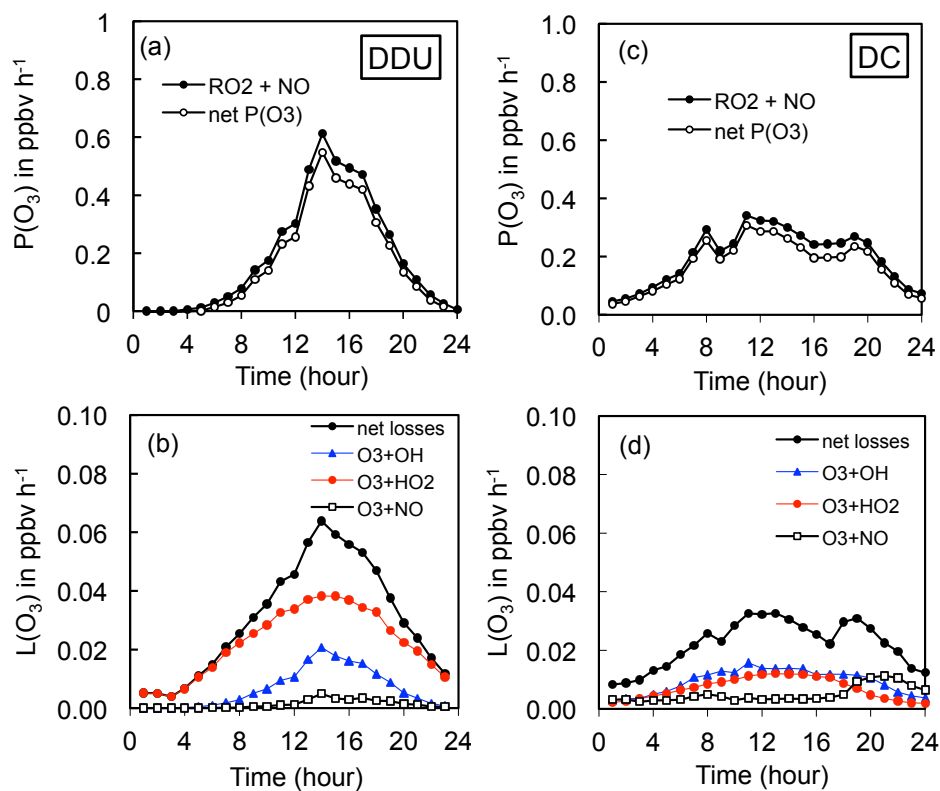 (a)
DDU
RO2 + NO
net P(O3)
P(O₃) in ppbv h⁻¹
1
0.8
0.6
0.4
0.2
0
0 4 8 12 16 20 24
Time (hour)
(c)
DC
RO2 + NO
net P(O3)
P(O₃) in ppbv h⁻¹
1.0
0.8
0.6
0.4
0.2
0.0
0 4 8 12 16 20 24
Time (hour)
(b)
net losses
O3+OH
O3+HO2
O3+NO
L(O₃) in ppbv h⁻¹
0.10
0.08
0.06
0.04
0.02
0.00
0 4 8 12 16 20 24
Time (hour)
(d)
net losses
O3+OH
O3+HO2
O3+NO
L(O₃) in ppbv h⁻¹
0.10
0.08
0.06
0.04
0.02
0.00
0 4 8 12 16 20 24
Time (hour)